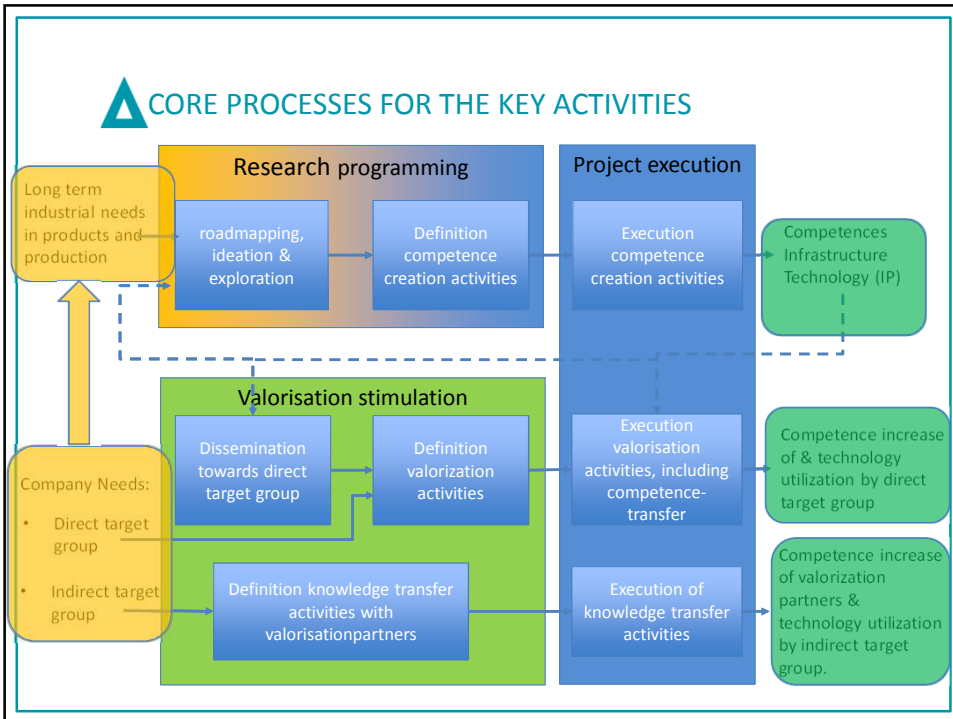 CORE PROCESSES FOR THE KEY ACTIVITIES
Research programming
Project execution
Long term
industrial needs
in products and
production
roadmapping,
ideation &
exploration
Definition
competence
creation activities
Execution
competence
creation activities
Competences
Infrastructure
Technology (IP)
Valorisation stimulation
Dissemination
towards direct
target group
Definition
valorization
activities
Execution
valorisation
activities, including
competence-
transfer
Competence increase
of & technology
utilization by direct
target group
Company Needs:
• Direct target
group
• Indirect target
group
Definition knowledge transfer
activities with
valorisationpartners
Execution of
knowledge transfer
activities
Competence increase
of valorization
partners &
technology utilization
by indirect target
group.